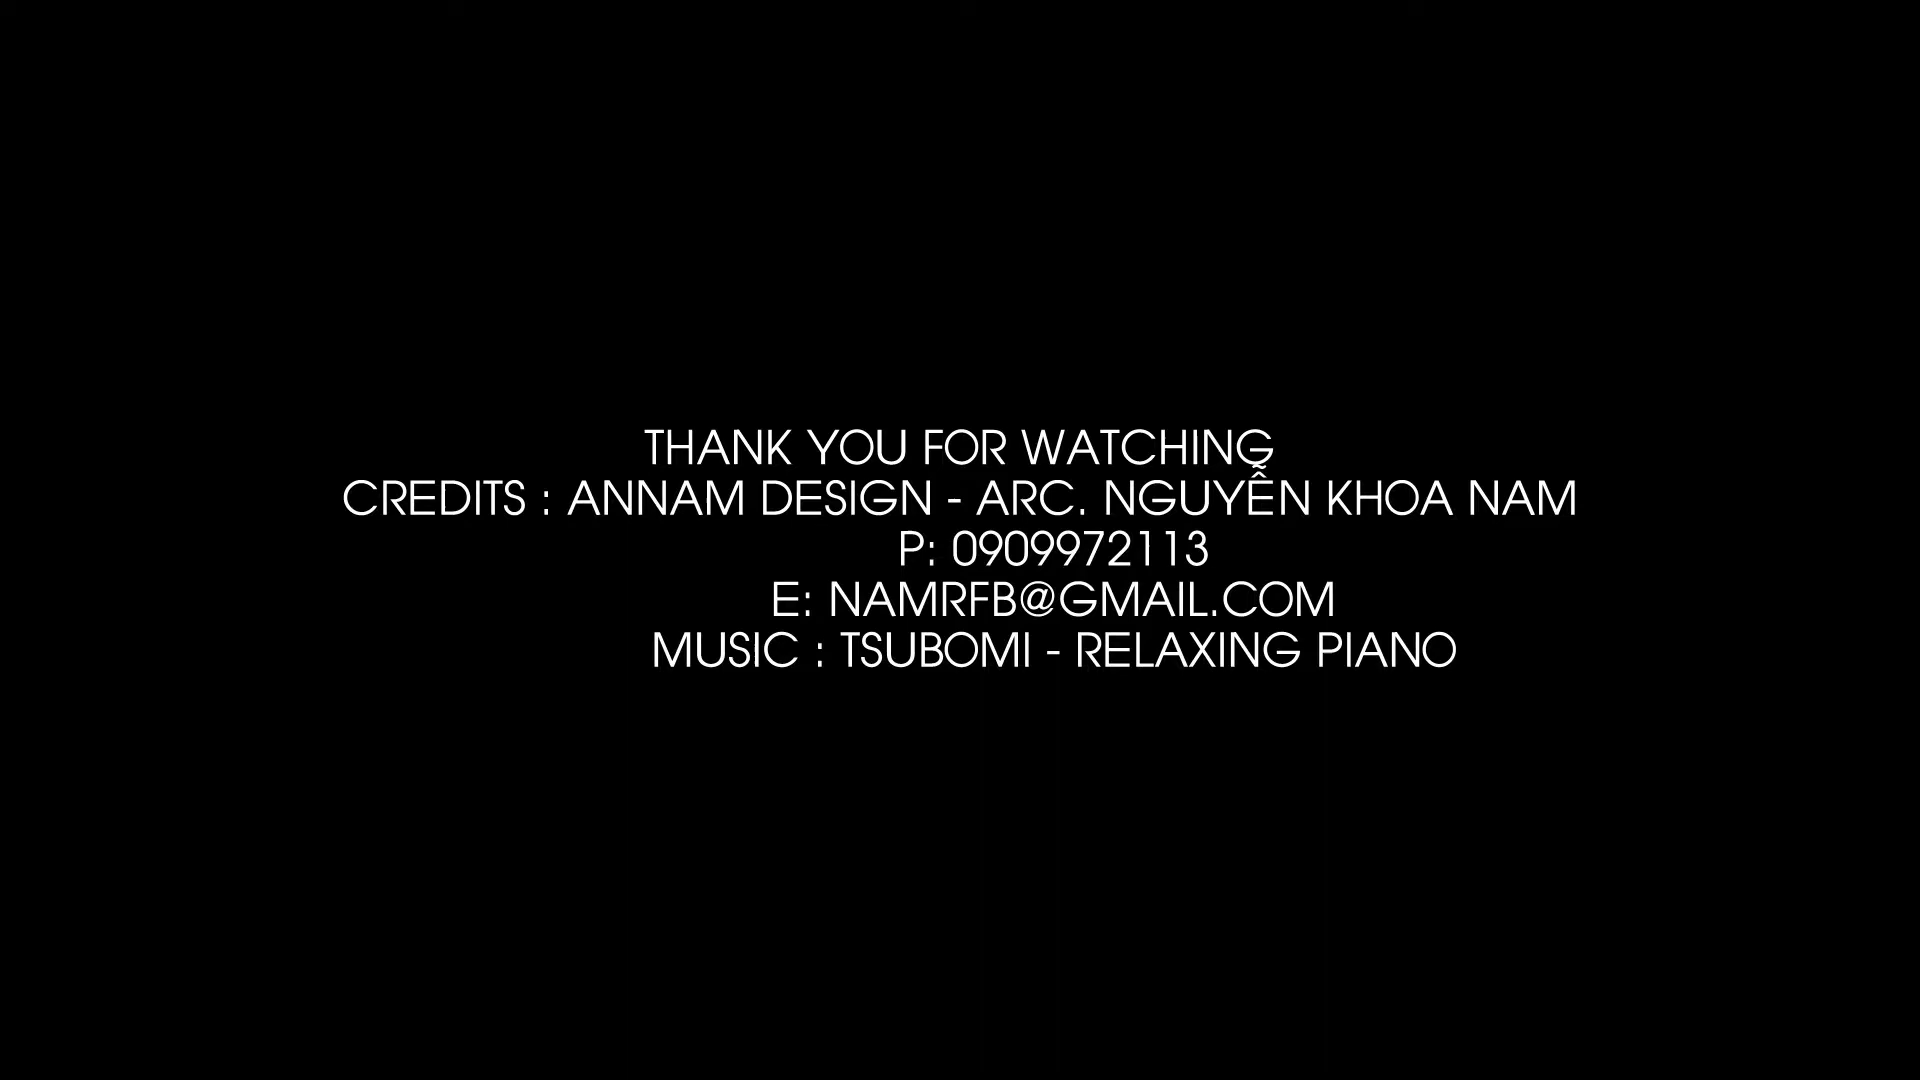 THANK YOU FOR WATCHING
CREDITS : ANNAM DESIGN - ARC. NGUYỄN KHOA NAM
P: 0909972113
E: NAMRFB@GMAIL.COM
MUSIC : TSUBOMI - RELAXING PIANO